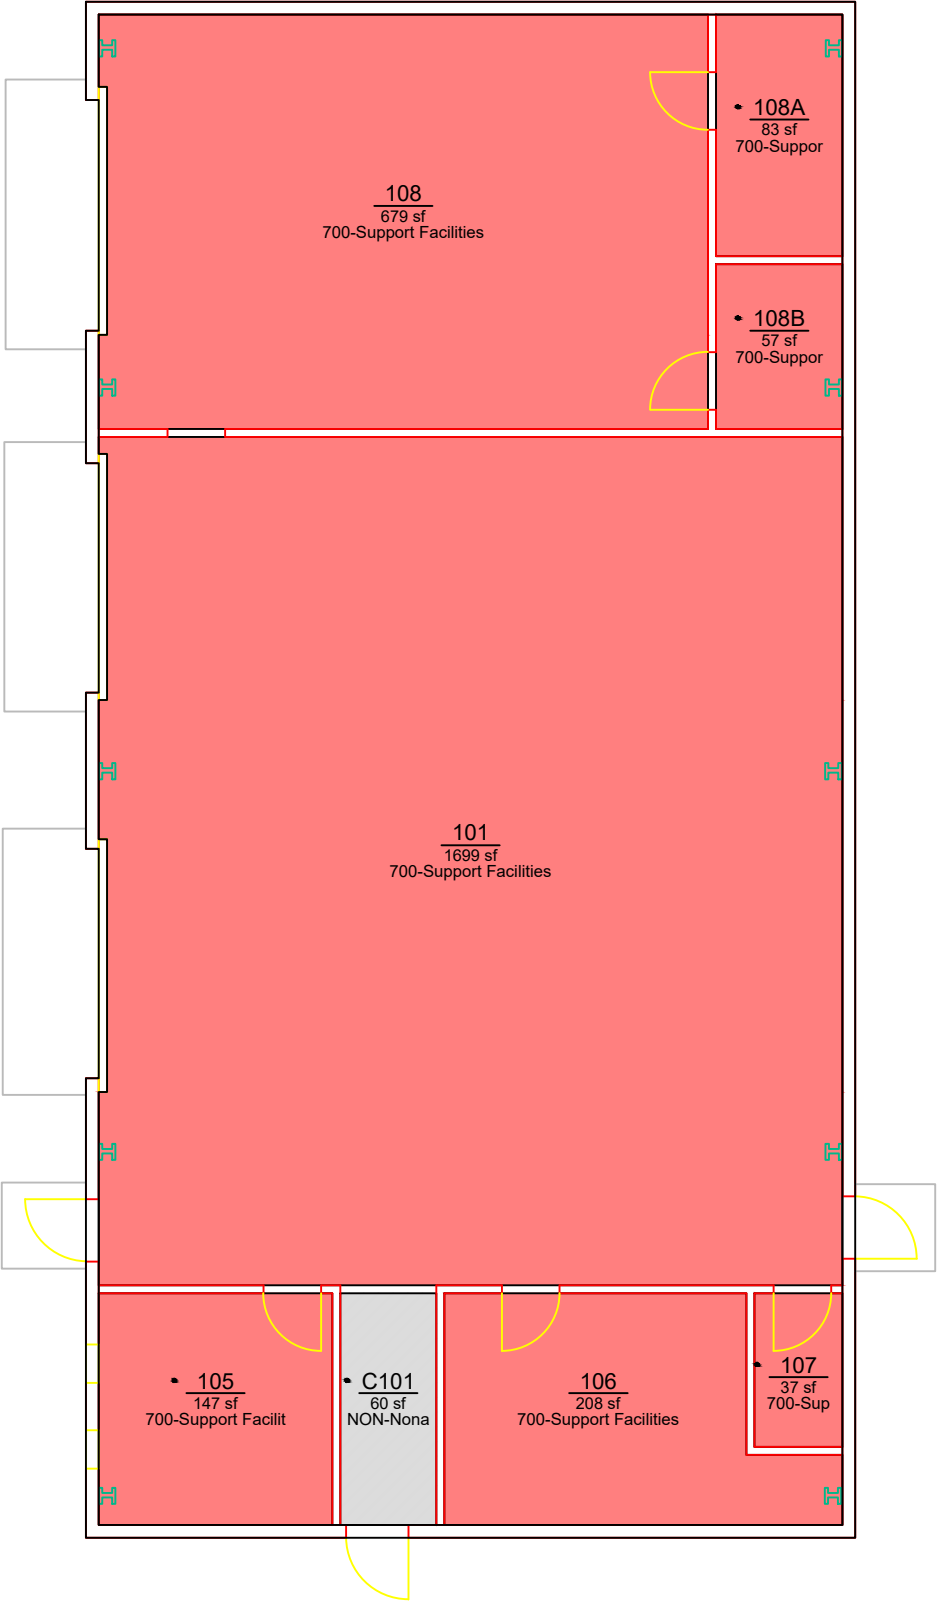 108A
83 sf
700-Suppor
108
679 sf
700-Support Facilities
108B
57 sf
700-Suppor
101
1699 sf
700-Support Facilities
105
147 sf
700-Support Facilit
C101
60 sf
NON-Nona
106
208 sf
700-Support Facilities
107
37 sf
700-Sup